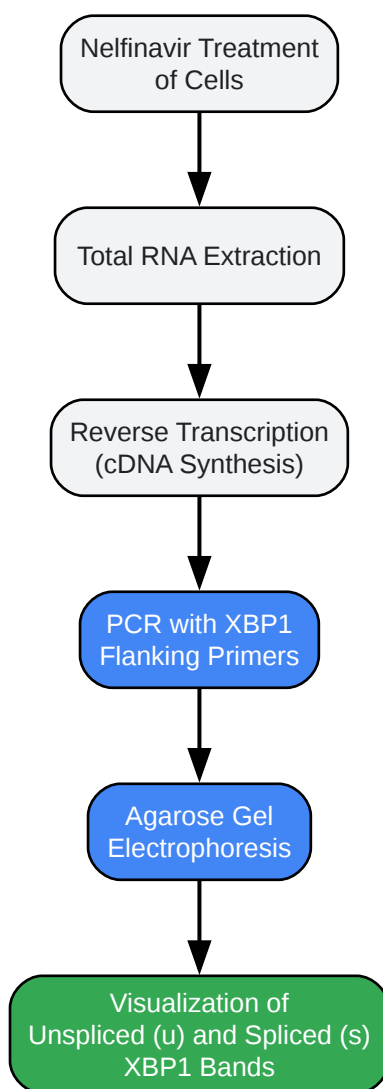 Nelfinavir Treatment
of Cells
Total RNA Extraction
Reverse Transcription
(cDNA Synthesis)
PCR with XBP1
Flanking Primers
Agarose Gel
Electrophoresis
Visualization of
Unspliced (u) and Spliced (s)
XBP1 Bands